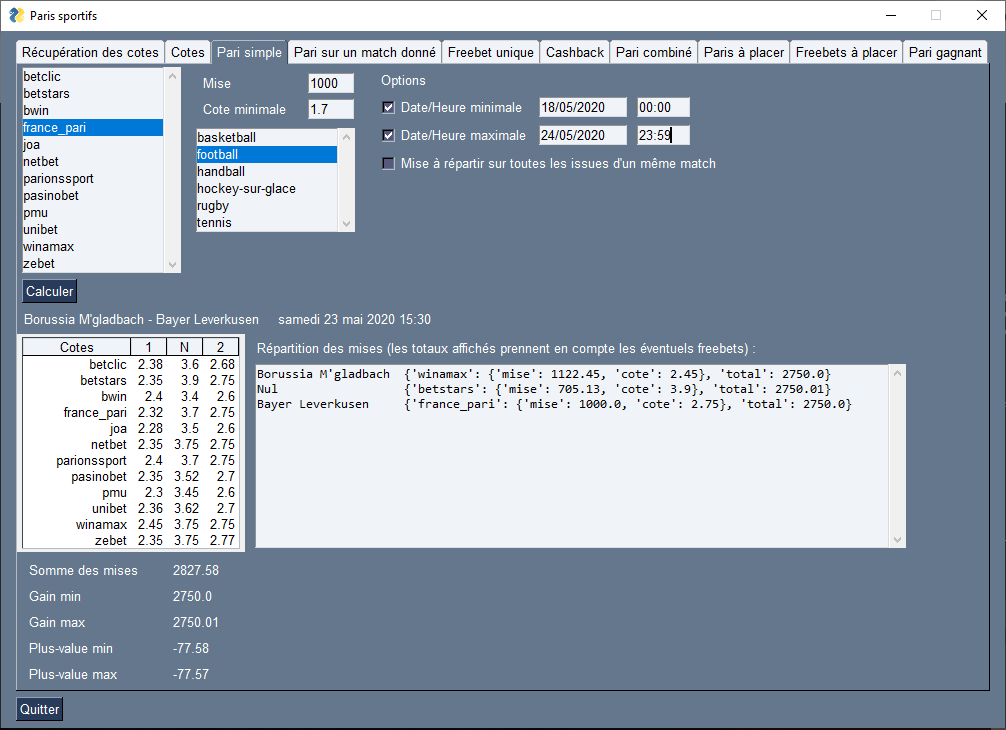 Paris sportifs
Récupération des cotes Cotes Pari simple Pari sur un match donné Freebet unique Cashback Pari combiné Paris à placer Freebets à placer Pari gagnant
betclic
betstars
bwin
france_pari
joa
netbet
parionssport
pasinobet
pmu
unibet
winamax
zebet
Mise 1000
Cote minimale 1.7
basketball
football
handball
hockey-sur-glace
rugby
tennis
Options
Date/Heure minimale 18/05/2020 00:00
Date/Heure maximale 24/05/2020 23:59
Mise à répartir sur toutes les issues d'un même match
Calculer
Borussia M'gladbach - Bayer Leverkusen samedi 23 mai 2020 15:30
Cotes 1 N 2
betclic 2.38 3.6 2.68
betstars 2.35 3.9 2.75
bwin 2.4 3.4 2.6
france_pari 2.32 3.7 2.75
joa 2.28 3.5 2.6
netbet 2.35 3.75 2.75
parionssport 2.4 3.7 2.75
pasinobet 2.35 3.52 2.7
pmu 2.3 3.45 2.6
unibet 2.36 3.62 2.7
winamax 2.45 3.75 2.75
zebet 2.35 3.75 2.77
Répartition des mises (les totaux affichés prennent en compte les éventuels freebets) :
Borussia M'gladbach {'winamax': {'mise': 1122.45, 'cote': 2.45}, 'total': 2750.0}
Nul {'betstars': {'mise': 705.13, 'cote': 3.9}, 'total': 2750.01}
Bayer Leverkusen {'france_pari': {'mise': 1000.0, 'cote': 2.75}, 'total': 2750.0}
Somme des mises 2827.58
Gain min 2750.0
Gain max 2750.01
Plus-value min -77.58
Plus-value max -77.57
Quitter